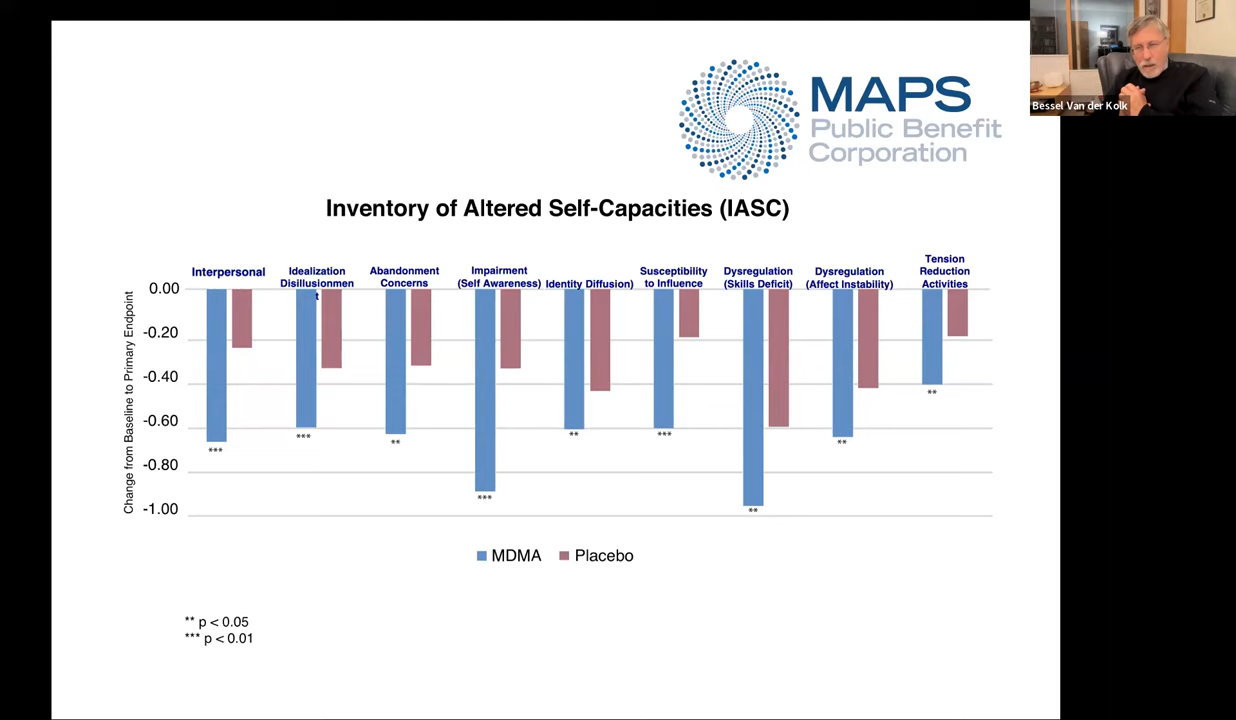 MAPS
Public Benefit
Corporation
Bessel Van der Kolk
Inventory of Altered Self-Capacities (IASC)
Interpersonal
Idealization
Disillusionmen
t
Abandonment
Concerns
Impairment
(Self Awareness)
Identity Diffusion)
Susceptibility
to Influence
Dysregulation
(Skills Deficit)
Dysregulation
(Affect Instability)
Tension
Reduction
Activities
Change from Baseline to Primary Endpoint
0.00
-0.20
-0.40
-0.60
-0.80
-1.00
***
***
**
***
**
***
**
**
**
MDMA
Placebo
** p < 0.05
*** p < 0.01